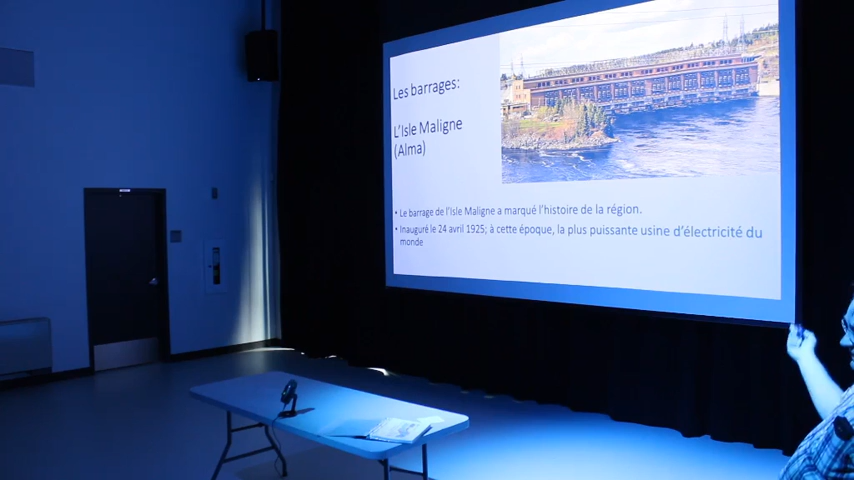 Les barrages:
L'Isle Maligne
(Alma)
• Le barrage de l'Isle Maligne a marqué l'histoire de la région.
• Inauguré le 24 avril 1925; à cette époque, la plus puissante usine d'électricité du
monde